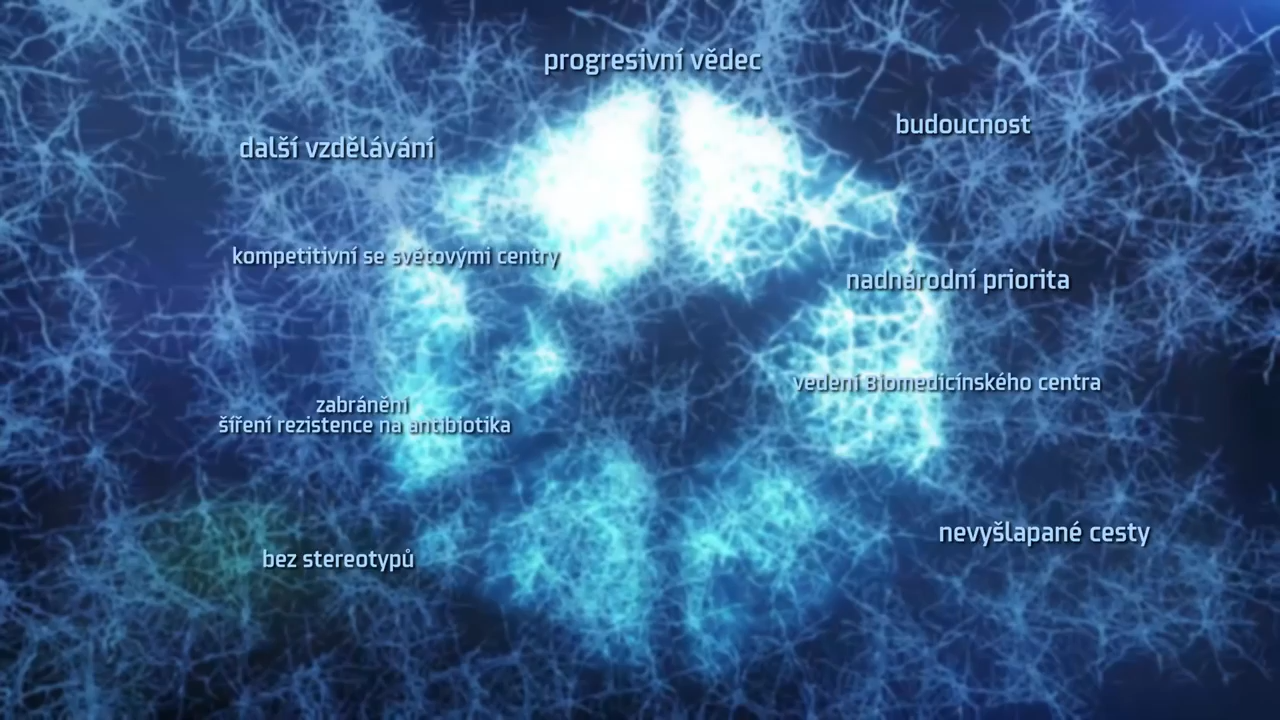 progresivní vědec
budoucnost
další vzdělávání
kompetitivní se světovými centry
nadnárodní priorita
vedení Biomedicínského centra
zabránění
šíření rezistence na antibiotika
nevyšlapané cesty
bez stereotypů